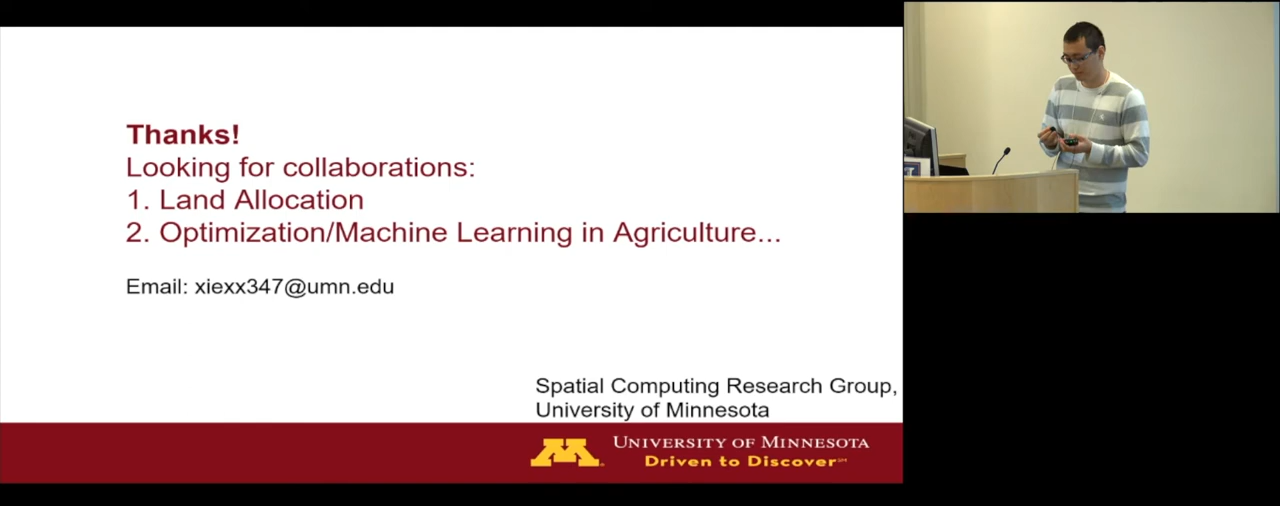 Thanks!
Looking for collaborations:
1. Land Allocation
2. Optimization/Machine Learning in Agriculture...
Email: xiexx347@umn.edu
Spatial Computing Research Group,
University of Minnesota
UNIVERSITY OF MINNESOTA
Driven to Discover